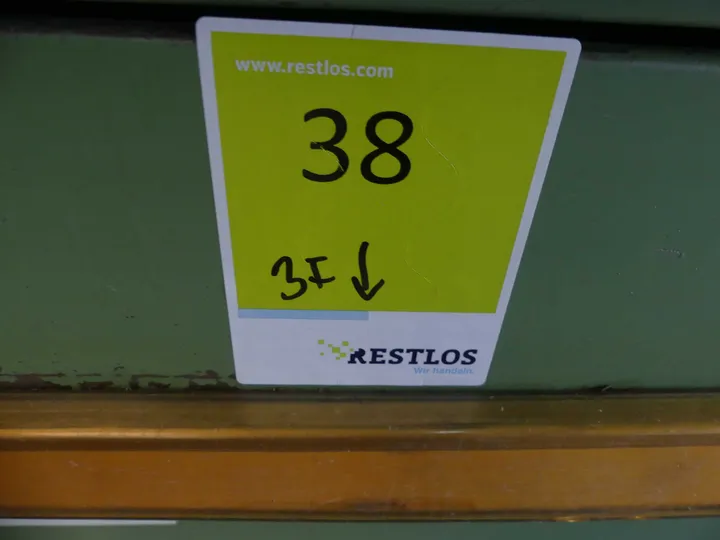 www.restlos.com
38
3F ↓
RESTLOS
Wir handeln.